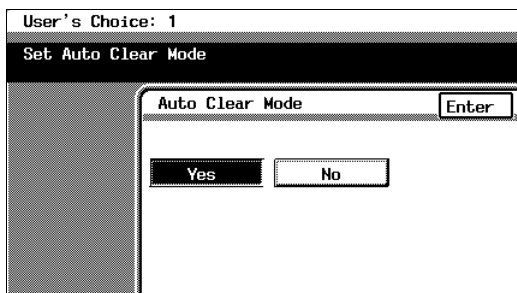 User's Choice: 1
Set Auto Clear Mode
Auto Clear Mode Enter
Yes No